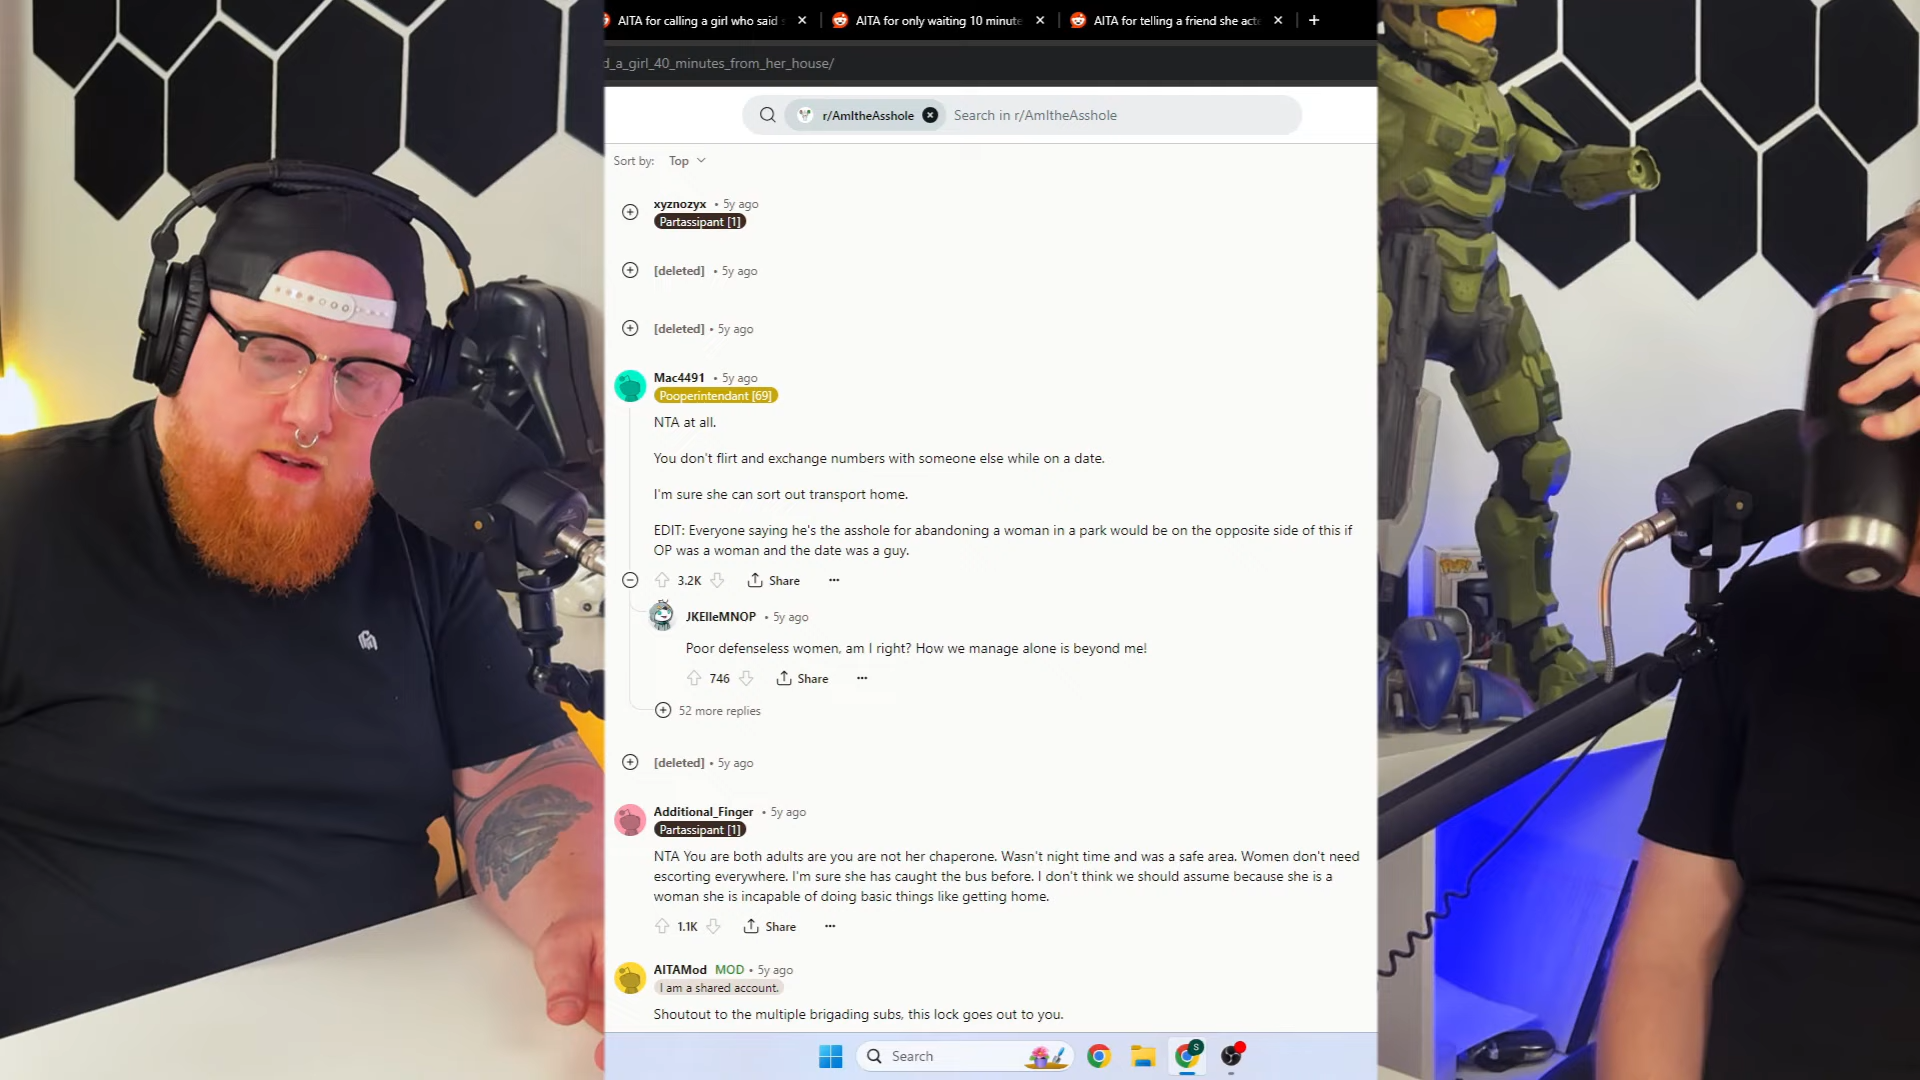 AITA for calling a girl who said
AITA for only waiting 10 minute
AITA for telling a friend she act
d_a_girl_40_minutes_from_her_house/
r/AmItheAsshole
Search in r/AmItheAsshole
Sort by:
Top
xyznozyx • 5y ago
Partassipant [1]
[deleted] • 5y ago
[deleted] • 5y ago
Mac4491 • 5y ago
Pooperintendant [69]
NTA at all.
You don't flirt and exchange numbers with someone else while on a date.
I'm sure she can sort out transport home.
EDIT: Everyone saying he's the asshole for abandoning a woman in a park would be on the opposite side of this if
OP was a woman and the date was a guy.
3.2K Share
JKElleMNOP • 5y ago
Poor defenseless women, am I right? How we manage alone is beyond me!
746 Share
52 more replies
[deleted] • 5y ago
Additional_Finger • 5y ago
Partassipant [1]
NTA You are both adults are you are not her chaperone. Wasn't night time and was a safe area. Women don't need
escorting everywhere. I'm sure she has caught the bus before. I don't think we should assume because she is a
woman she is incapable of doing basic things like getting home.
1.1K Share
AITAMod MOD • 5y ago
I am a shared account.
Shoutout to the multiple brigading subs, this lock goes out to you.
Search
S